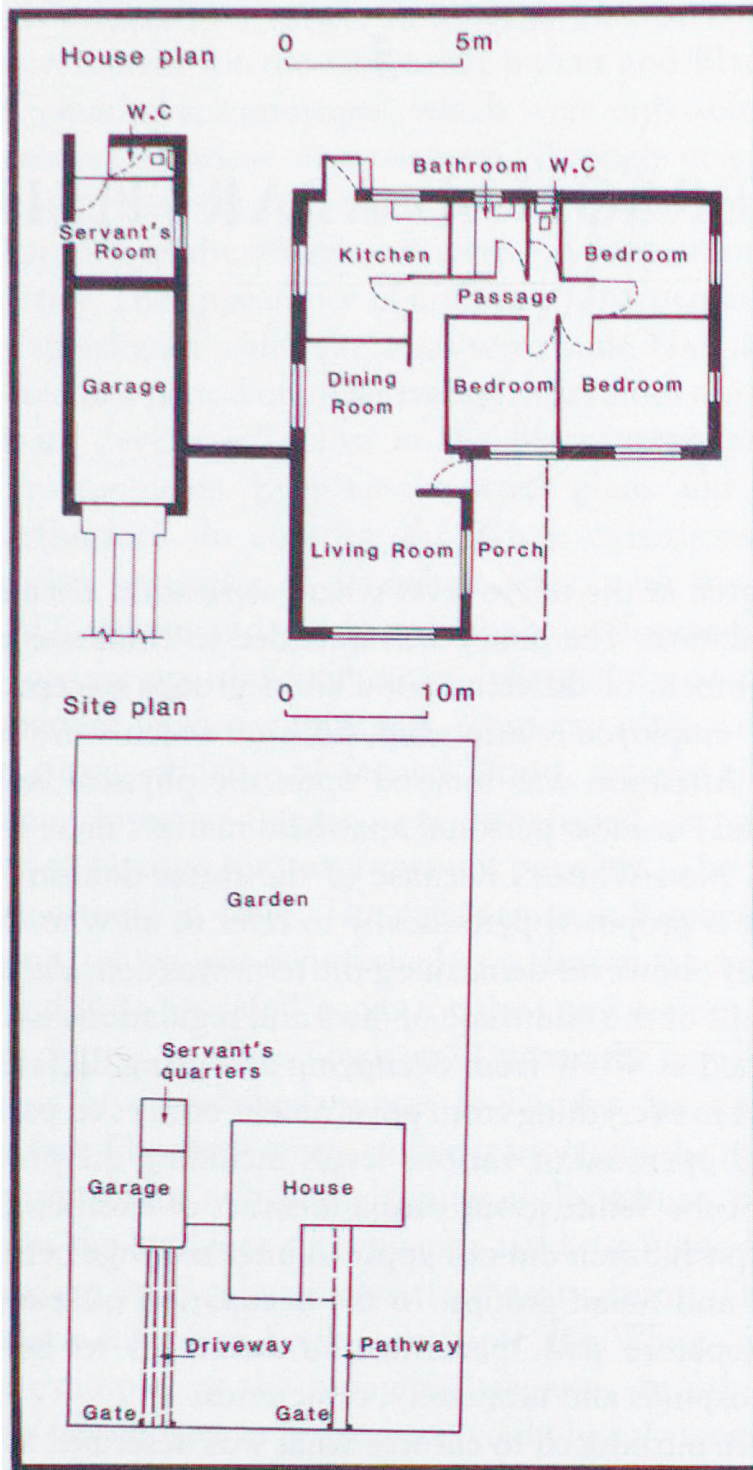 House plan
0 5m
W.C
Bathroom W.C
Servant's
Room
Kitchen
Bedroom
Passage
Garage
Dining
Room
Bedroom
Bedroom
Living Room
Porch
0 10m
Site plan
Garden
Servant's
quarters
Garage
House
Driveway
Pathway
Gate
Gate